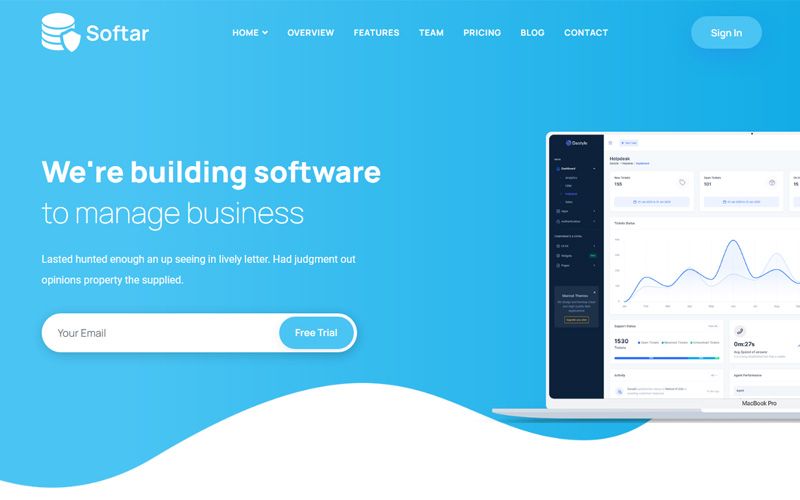 Softar
HOME
OVERVIEW
FEATURES
TEAM
PRICING
BLOG
CONTACT
Sign In
We're building software
to manage business
Lasted hunted enough an up seeing in lively letter. Had judgment out
opinions property the supplied.
Your Email
Free Trial
Helpdesk
Dashboard
Analytics
New Tickets
155
Open Tickets
101
Tickets Status
Support Status
1530
Tickets
0m:27s
Activity
Agent Performance
MacBook Pro